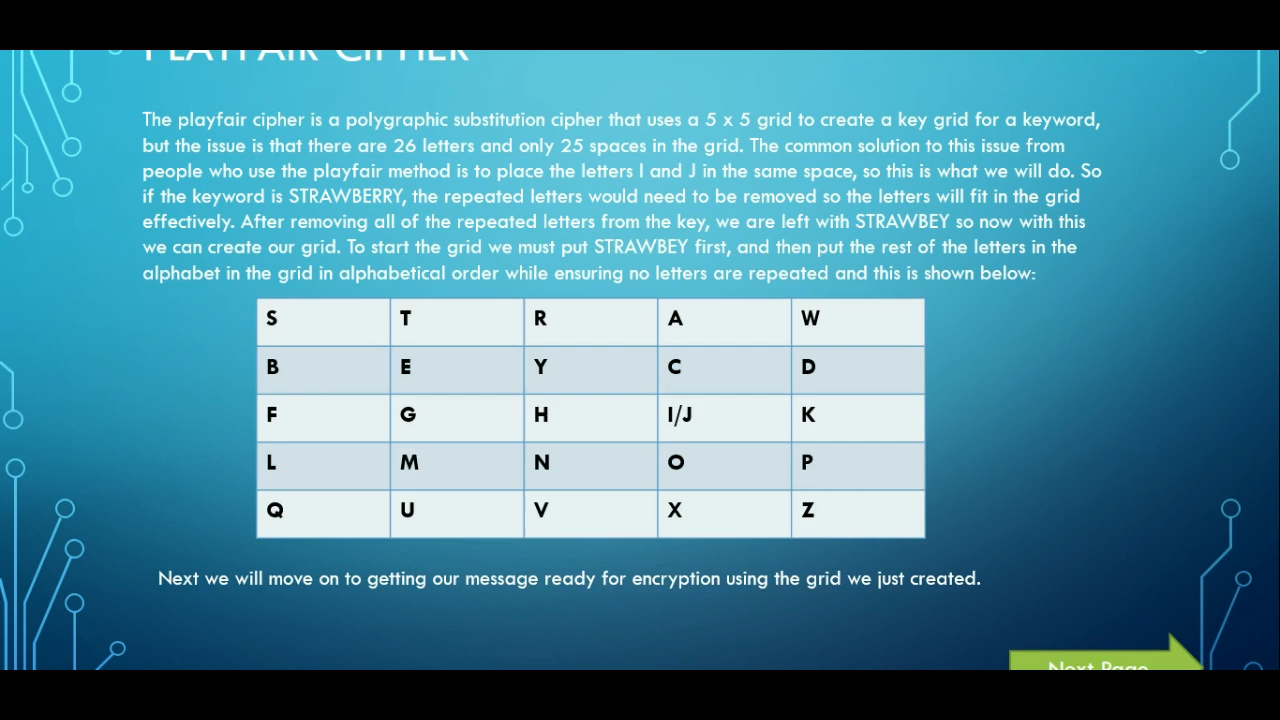 PLAYFAIR CIPHER
The playfair cipher is a polygraphic substitution cipher that uses a 5 x 5 grid to create a key grid for a keyword,
but the issue is that there are 26 letters and only 25 spaces in the grid. The common solution to this issue from
people who use the playfair method is to place the letters I and J in the same space, so this is what we will do. So
if the keyword is STRAWBERRY, the repeated letters would need to be removed so the letters will fit in the grid
effectively. After removing all of the repeated letters from the key, we are left with STRAWBEY so now with this
we can create our grid. To start the grid we must put STRAWBEY first, and then put the rest of the letters in the
alphabet in the grid in alphabetical order while ensuring no letters are repeated and this is shown below:
S T R A W
B E Y C D
F G H I/J K
L M N O P
Q U V X Z
Next we will move on to getting our message ready for encryption using the grid we just created.
Next Page